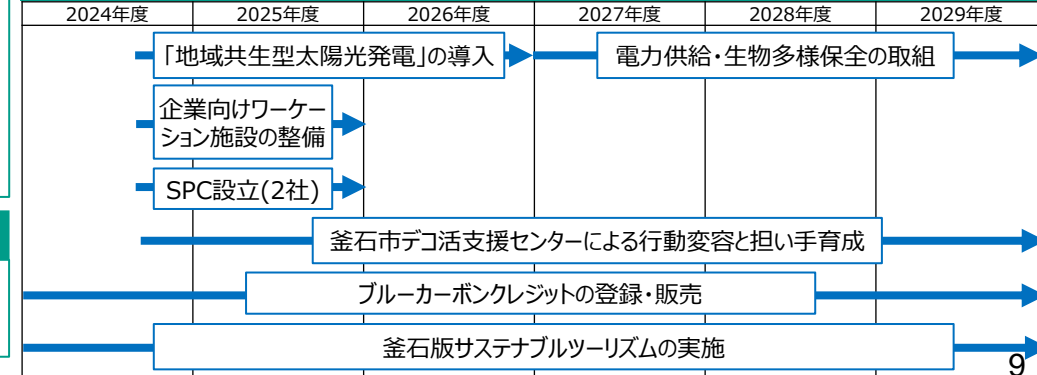 2024年度 2025年度 2026年度 2027年度 2028年度 2029年度
「地域共生型太陽光発電」の導入 電力供給・生物多様保全の取組
企業向けワーケー
ション施設の整備
SPC設立(2社)
釜石市デコ活支援センターによる行動変容と担い手育成
ブルーカーボンクレジットの登録・販売
釜石版サステナブルツーリズムの実施
9